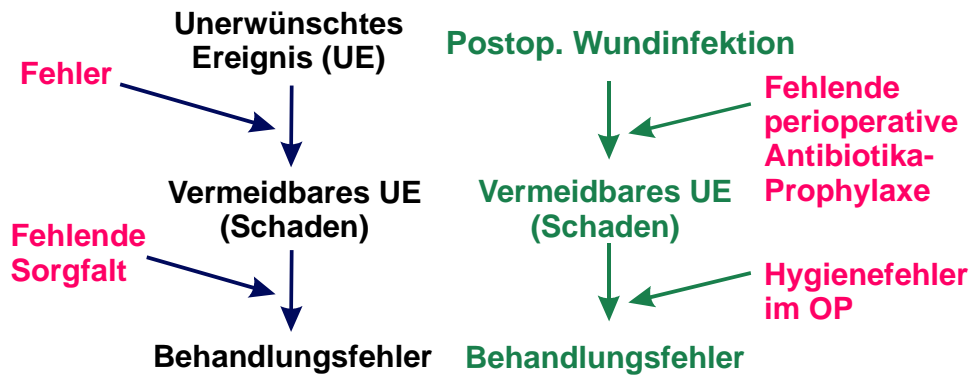 Unerwünschtes
Ereignis (UE)
Fehler
Vermeidbares UE
(Schaden)
Fehlende
Sorgfalt
Behandlungsfehler
Postop. Wundinfektion
Fehlende
perioperative
Antibiotika-
Prophylaxe
Vermeidbares UE
(Schaden)
Hygienefehler
im OP
Behandlungsfehler